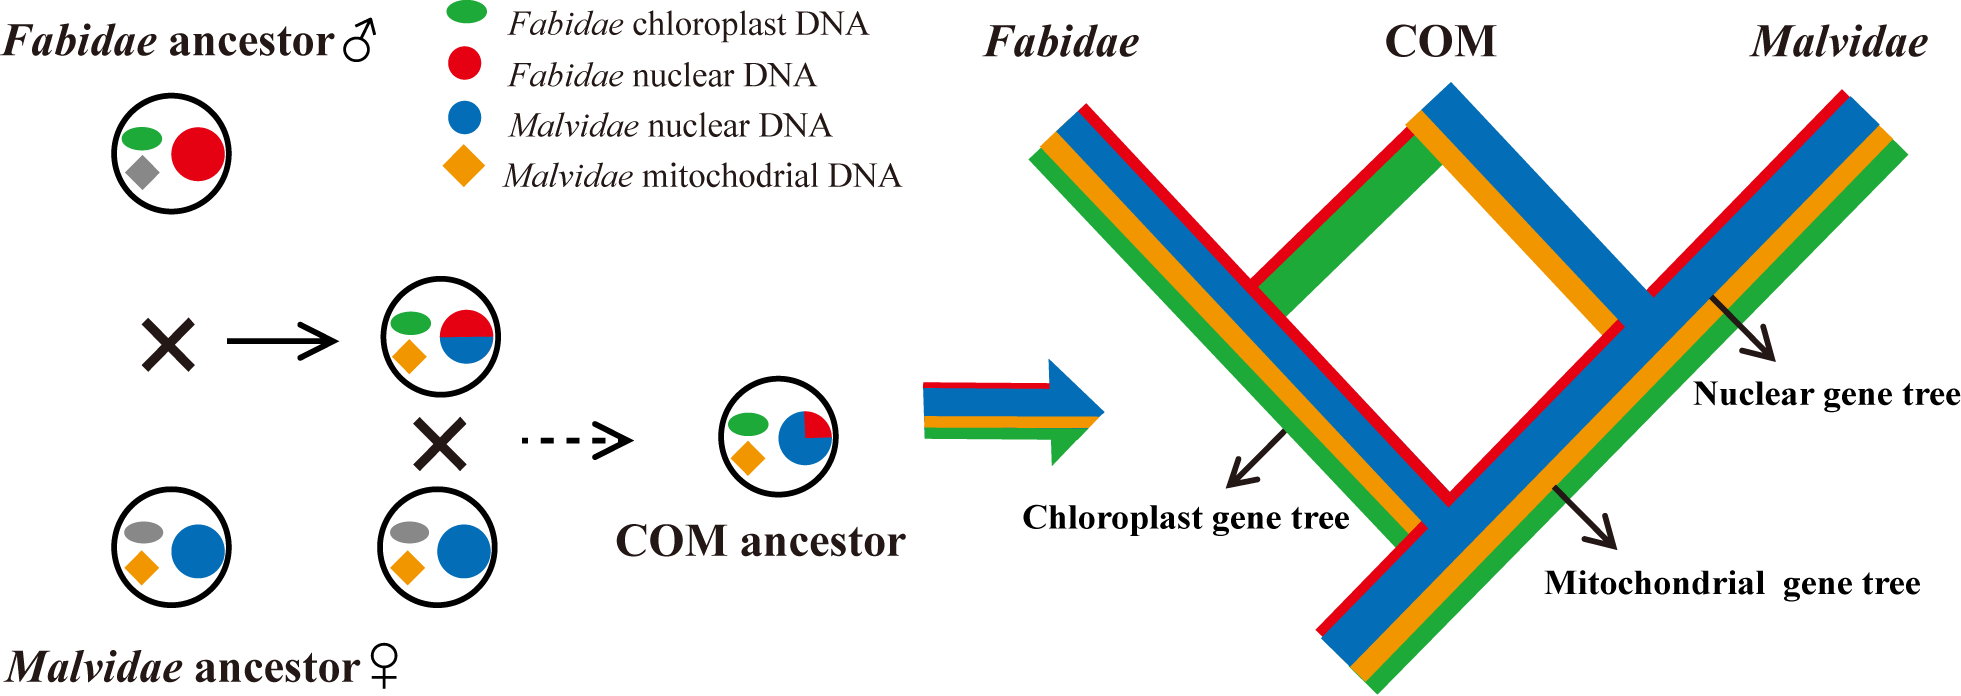 Fabidae ancestor♂
Fabidae chloroplast DNA
Fabidae nuclear DNA
Malvidae nuclear DNA
Malvidae mitochodrial DNA
Fabidae
COM
Malvidae
Nuclear gene tree
Chloroplast gene tree
COM ancestor
Mitochondrial gene tree
Malvidae ancestor♀